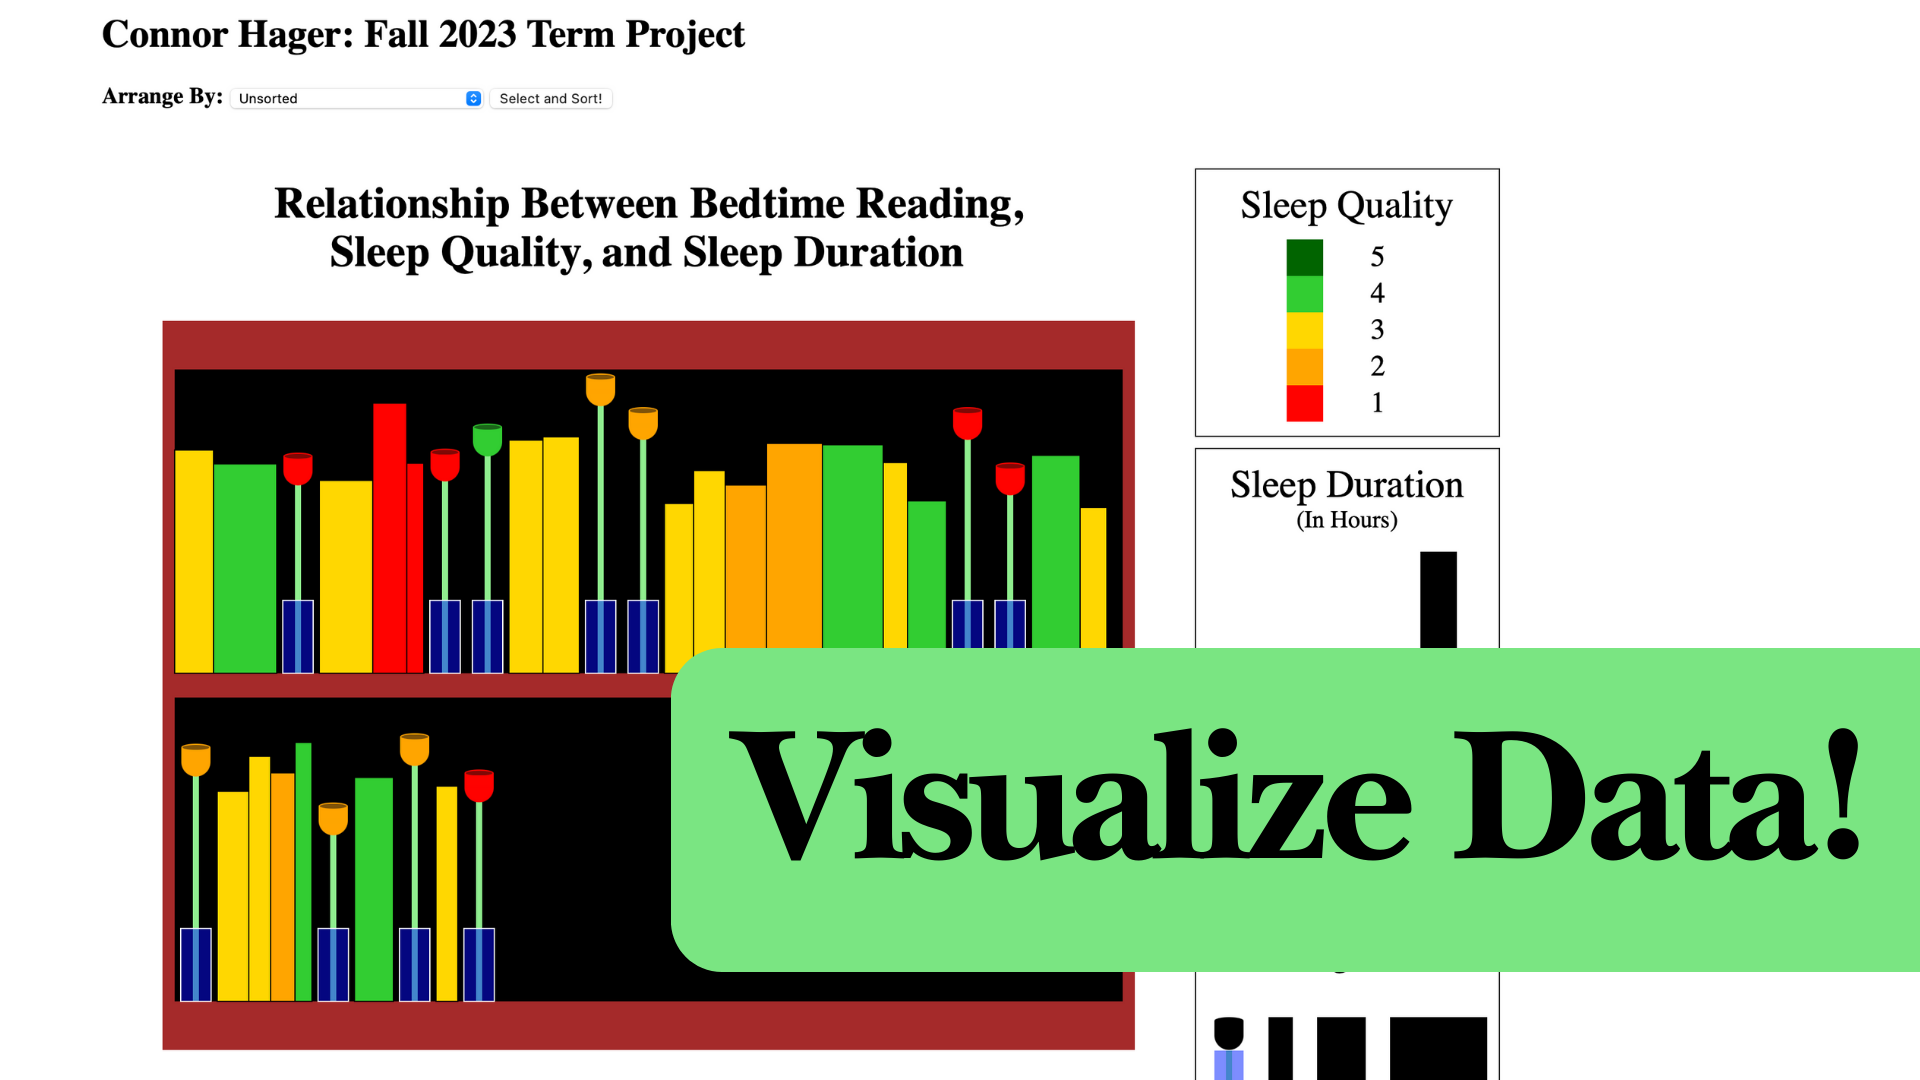 Connor Hager: Fall 2023 Term Project
Arrange By: Unsorted Select and Sort!
Relationship Between Bedtime Reading,
Sleep Quality, and Sleep Duration
Sleep Quality
5
4
3
2
1
Sleep Duration
(In Hours)
Visualize Data!